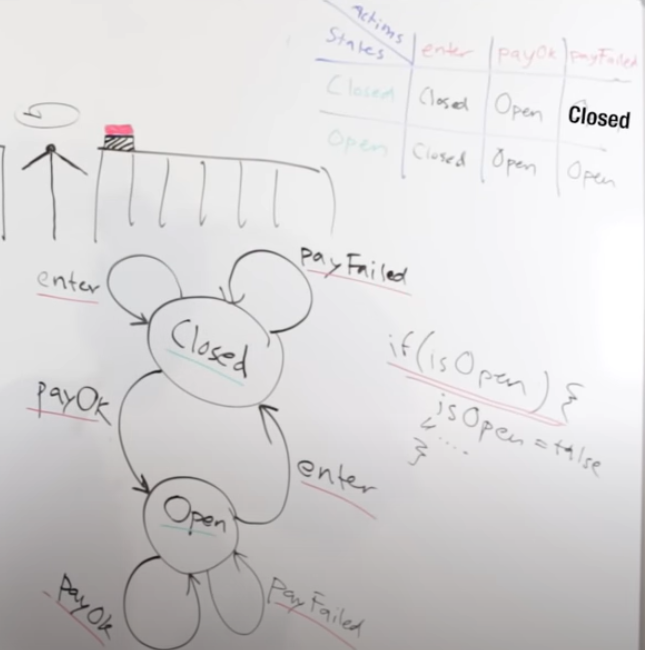 actions
States enter payOk payFailed
Closed Closed Open Closed
Open Closed Open Open
enter
payFailed
Closed
payOk
if(isOpen) {
isOpen = false
....
}
enter
Open
payOk
payFailed